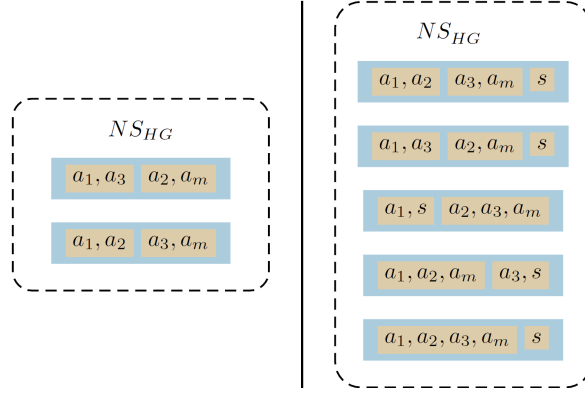 NS_{HG}
a_1, a_3 a_2, a_m
a_1, a_2 a_3, a_m
NS_{HG}
a_1, a_2 a_3, a_m s
a_1, a_3 a_2, a_m s
a_1, s a_2, a_3, a_m
a_1, a_2, a_m a_3, s
a_1, a_2, a_3, a_m s